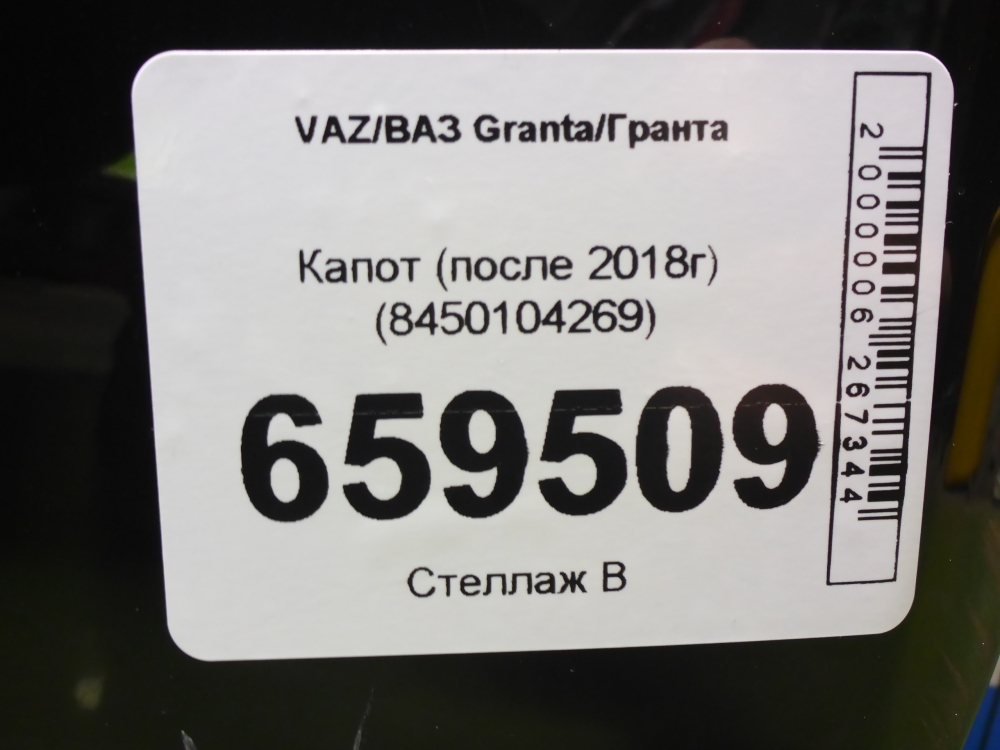 VAZ/ВАЗ Granta/Гранта
Капот (после 2018г)
(8450104269)
659509
Стеллаж В
2 000006 267344